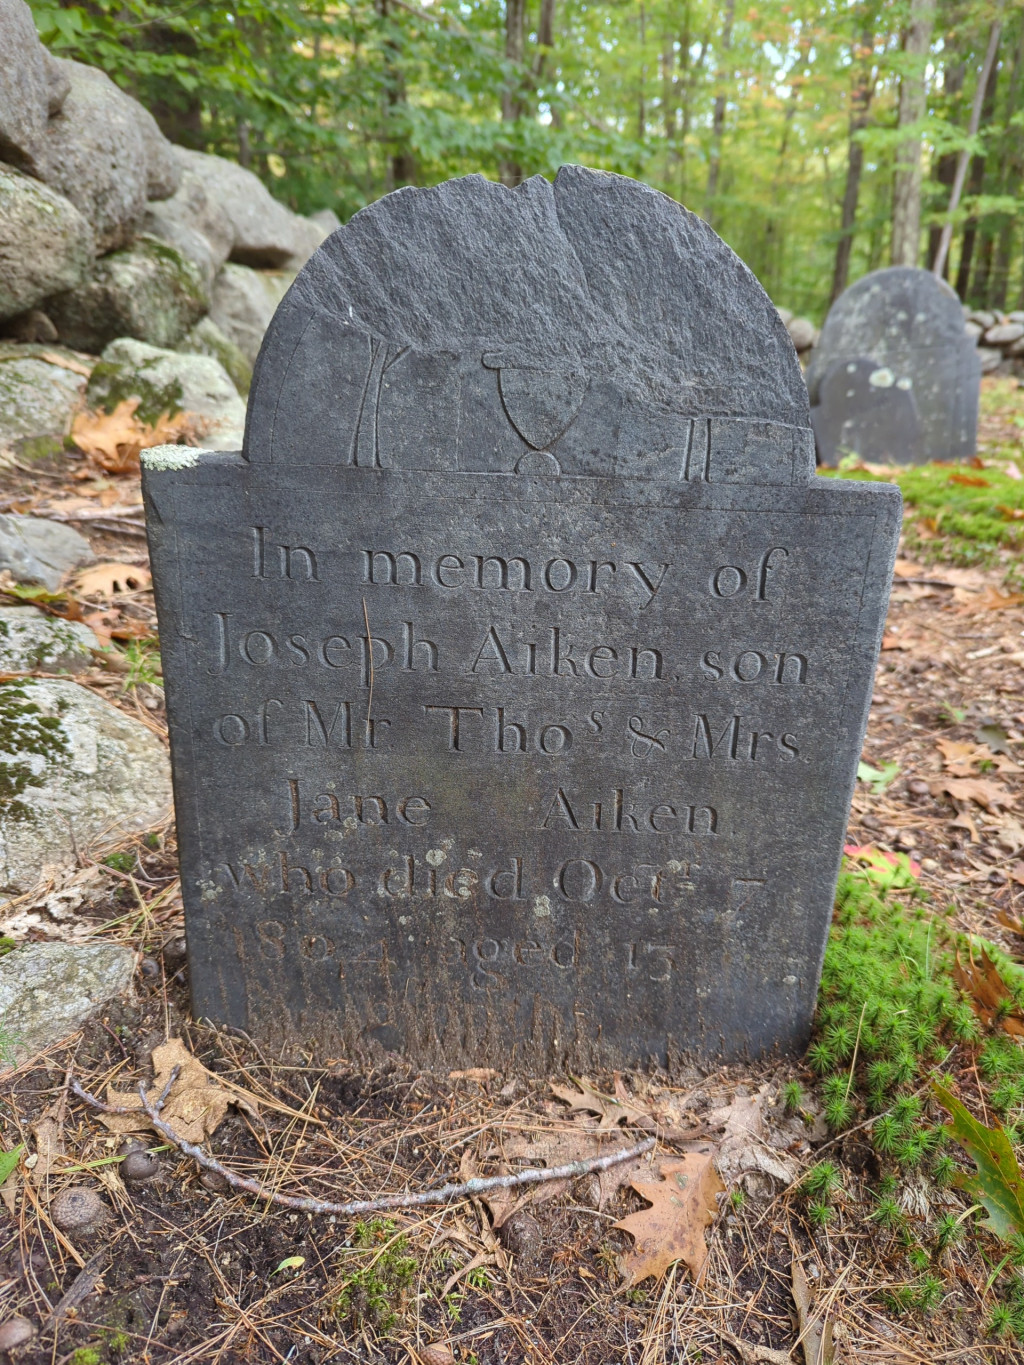 In memory of
Joseph Aiken, son
of Mr. Thoˢ & Mrs.
Jane Aiken.
who died Octʳ 7
1804 aged 13